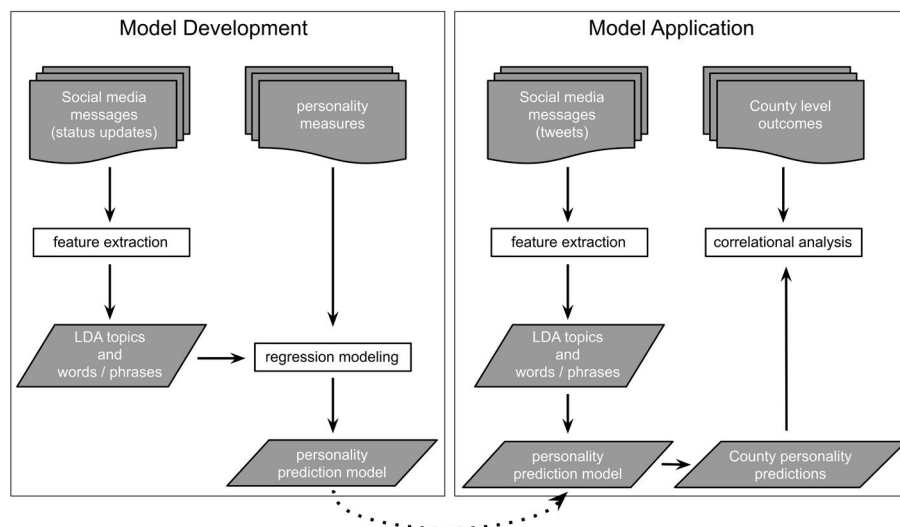 Model Development
Social media
messages
(status updates)
personality
measures
feature extraction
LDA topics
and
words / phrases
regression modeling
personality
prediction model
Model Application
Social media
messages
(tweets)
County level
outcomes
feature extraction
correlational analysis
LDA topics
and
words / phrases
personality
prediction model
County personality
predictions